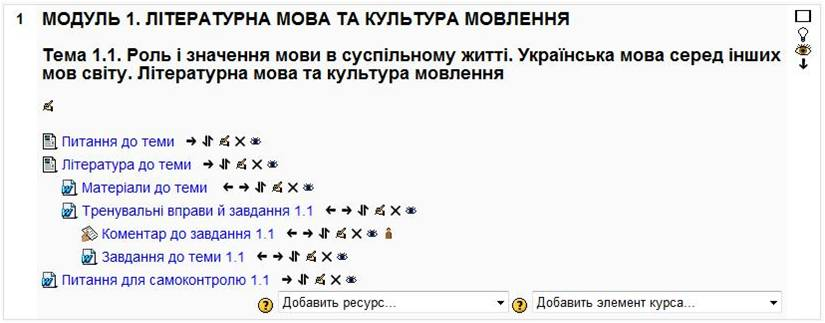 1 МОДУЛЬ 1. ЛІТЕРАТУРНА МОВА ТА КУЛЬТУРА МОВЛЕННЯ
Тема 1.1. Роль і значення мови в суспільному житті. Українська мова серед інших
мов світу. Літературна мова та культура мовлення
Питання до теми
Література до теми
Матеріали до теми
Тренувальні вправи й завдання 1.1
Коментар до завдання 1.1
Завдання до теми 1.1
Питання для самоконтролю 1.1
? Добавить ресурс... ? Добавить элемент курса...